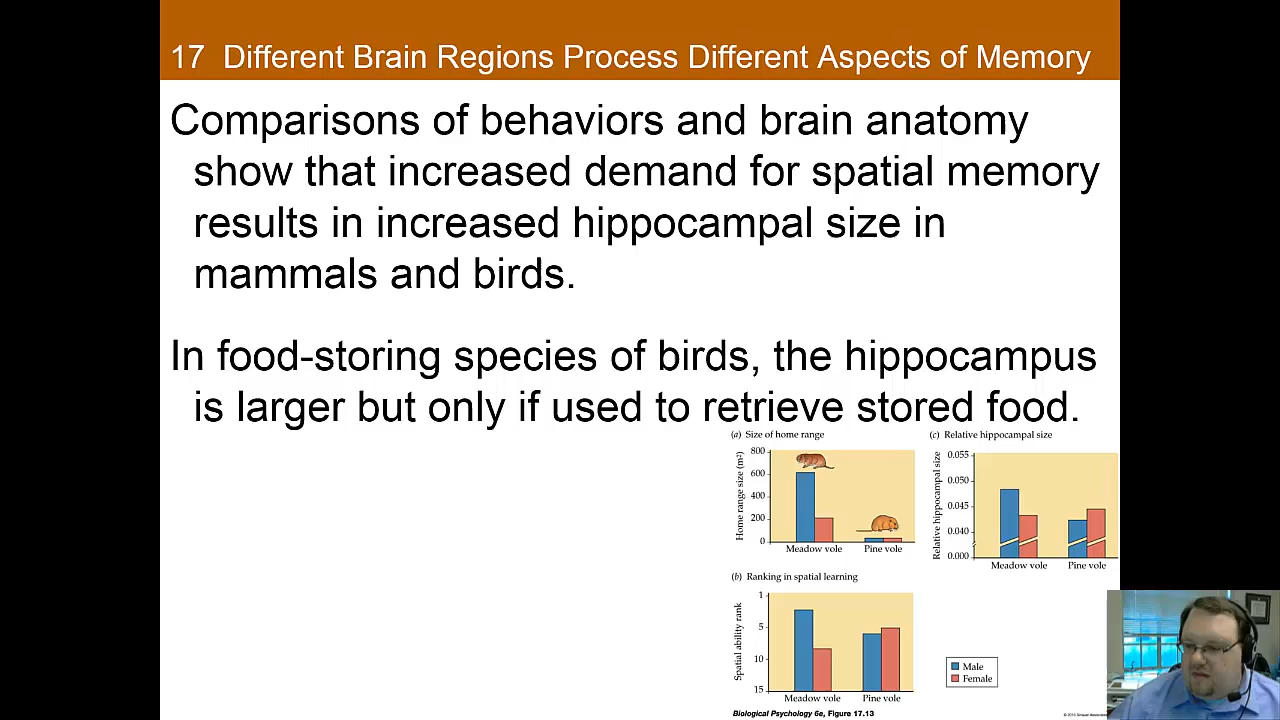 17 Different Brain Regions Process Different Aspects of Memory
Comparisons of behaviors and brain anatomy
show that increased demand for spatial memory
results in increased hippocampal size in
mammals and birds.
In food-storing species of birds, the hippocampus
is larger but only if used to retrieve stored food.
(a) Size of home range
Home range size (m²)
800
600
400
200
0
Meadow vole Pine vole
(c) Relative hippocampal size
Relative hippocampal size
0.055
0.050
0.045
0.040
0.000
Meadow vole Pine vole
(b) Ranking in spatial learning
Spatial ability rank
1
5
10
15
Meadow vole Pine vole
Male
Female
Biological Psychology 6e, Figure 17.13